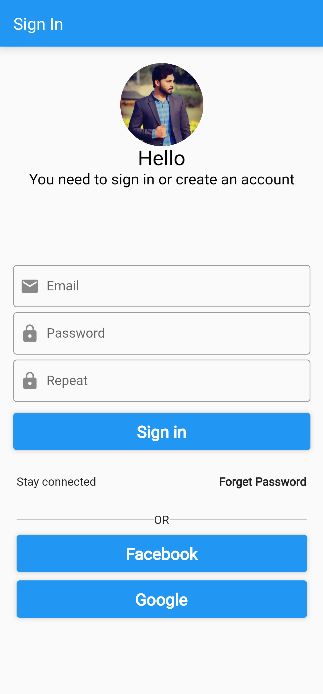 Sign In
Hello
You need to sign in or create an account
Email
Password
Repeat
Sign in
Stay connected Forget Password
OR
Facebook
Google